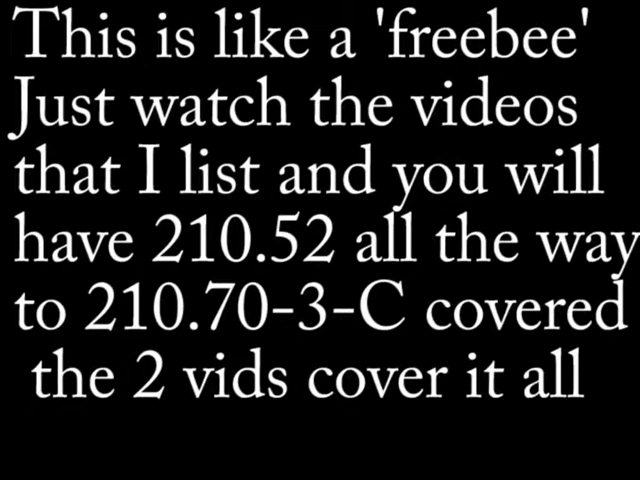 This is like a 'freebee'
Just watch the videos
that I list and you will
have 210.52 all the way
to 210.70-3-C covered
the 2 vids cover it all